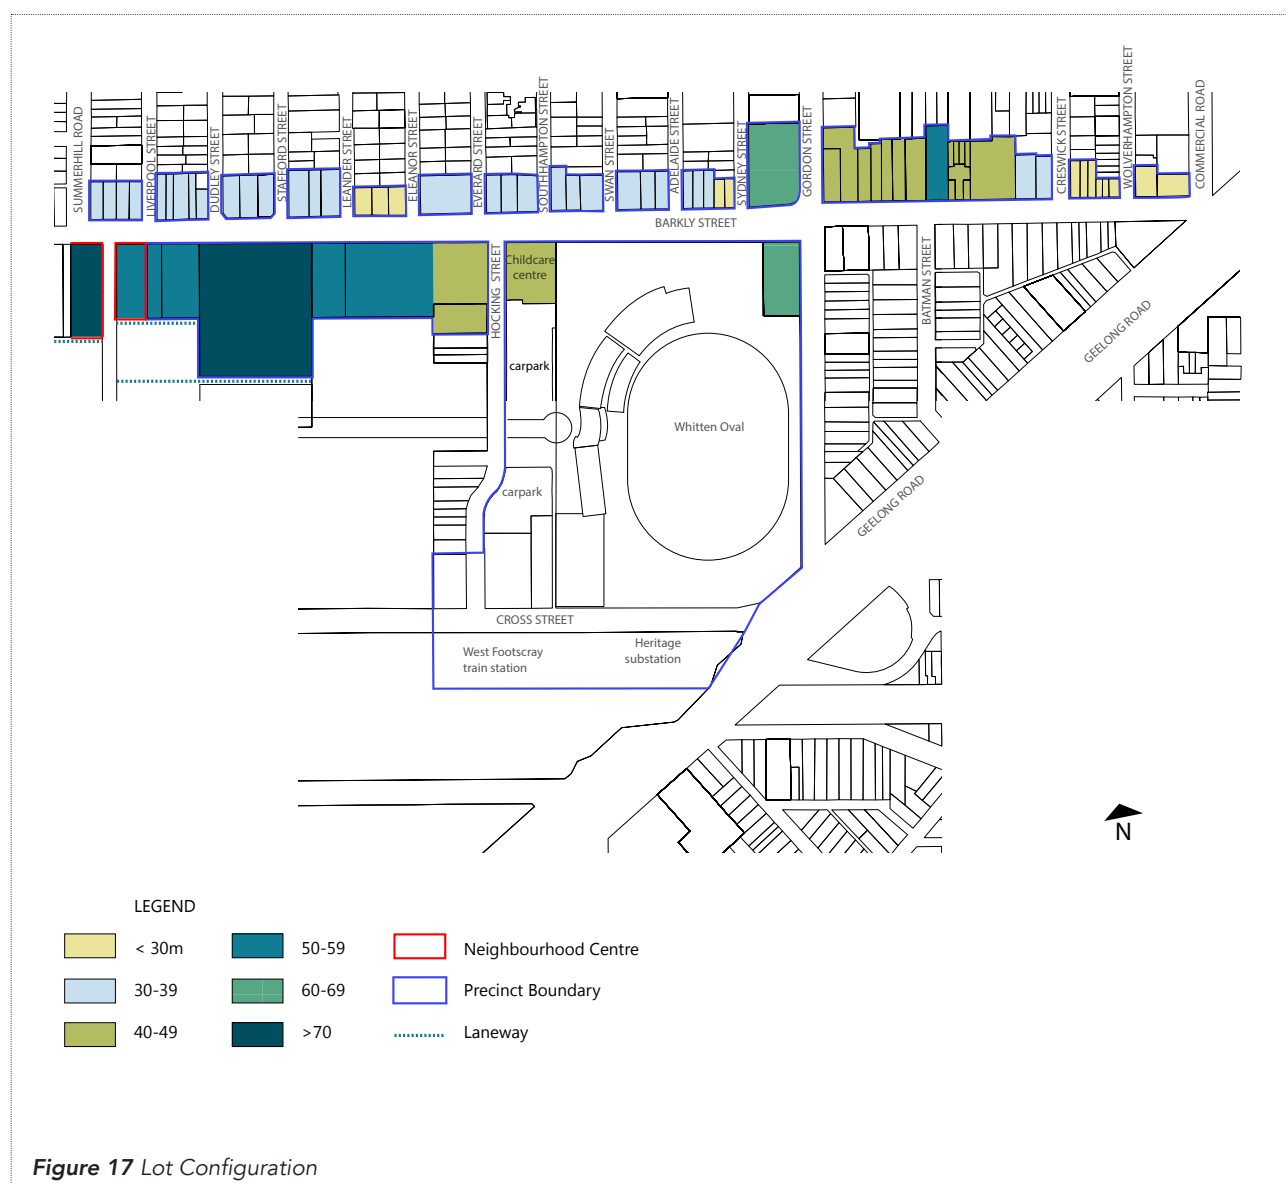 SUMMERHILL ROAD
LIVERPOOL STREET
DUDLEY STREET
STAFFORD STREET
LEANDER STREET
ELEANOR STREET
EVERARD STREET
SOUTHHAMPTON STREET
SWAN STREET
ADELAIDE STREET
SYDNEY STREET
GORDON STREET
CRESWICK STREET
WOLVERHAMPTON STREET
COMMERCIAL ROAD
BARKLY STREET
HOCKING STREET
Childcare
centre
BATMAN STREET
GEELONG ROAD
carpark
Whitten Oval
carpark
GEELONG ROAD
CROSS STREET
West Footscray
train station
Heritage
substation
N
LEGEND
< 30m
50-59
Neighbourhood Centre
30-39
60-69
Precinct Boundary
40-49
>70
Laneway
Figure 17 Lot Configuration